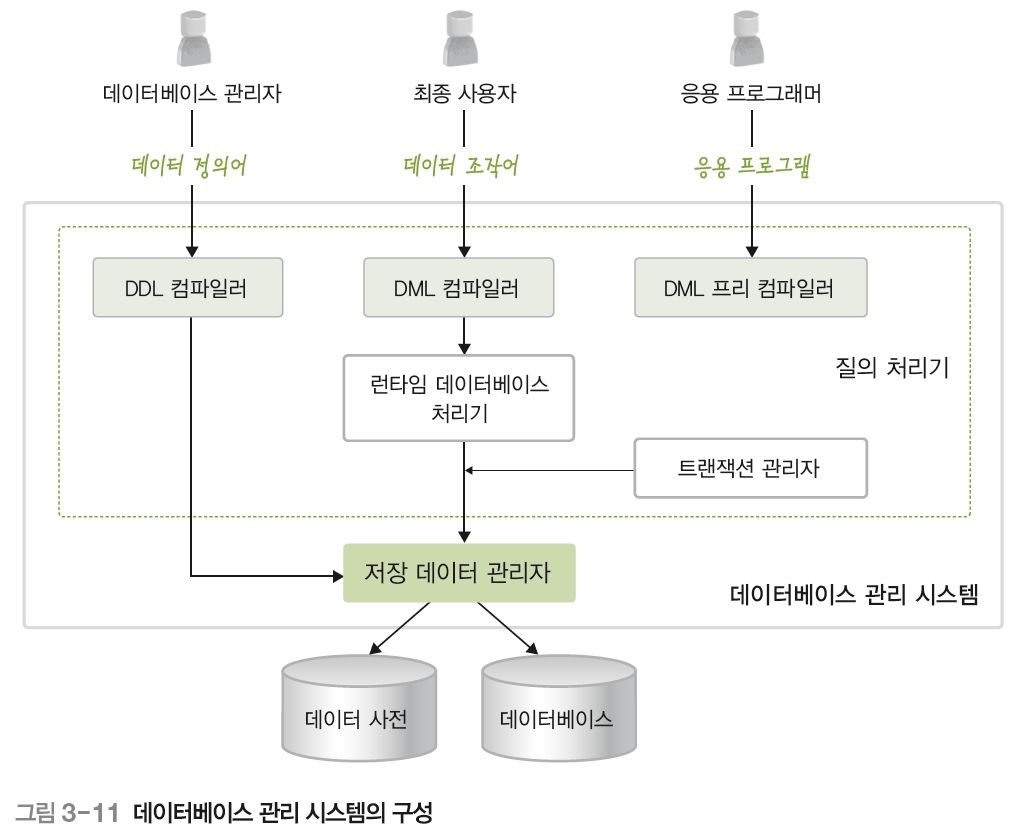 데이터베이스 관리자
최종 사용자
응용 프로그래머
데이터 정의어
데이터 조작어
응용 프로그램
DDL 컴파일러
DML 컴파일러
DML 프리 컴파일러
런타임 데이터베이스
처리기
질의 처리기
트랜잭션 관리자
저장 데이터 관리자
데이터베이스 관리 시스템
데이터 사전
데이터베이스
그림 3-11 데이터베이스 관리 시스템의 구성